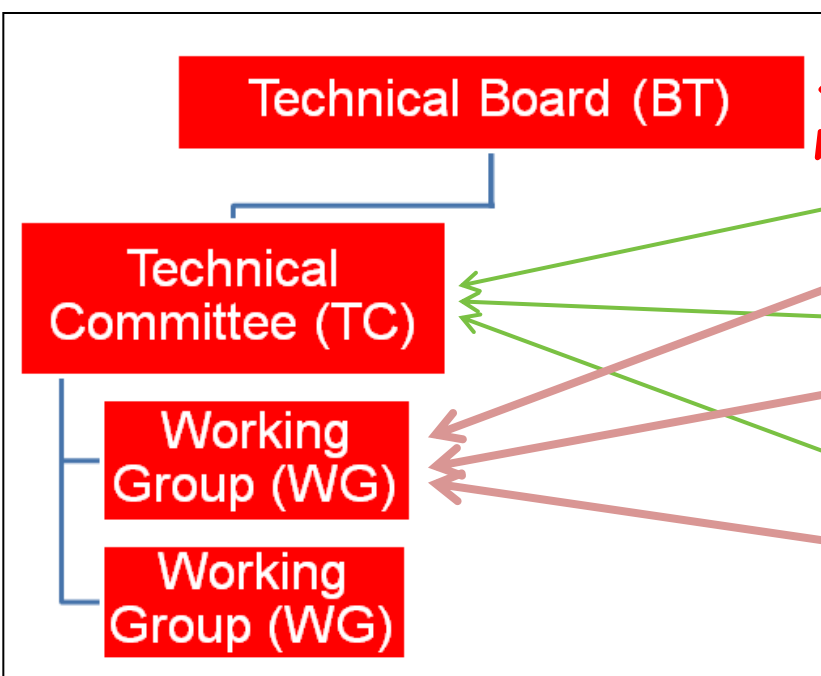 Technical Board (BT)
Technical
Committee (TC)
Working
Group (WG)
Working
Group (WG)